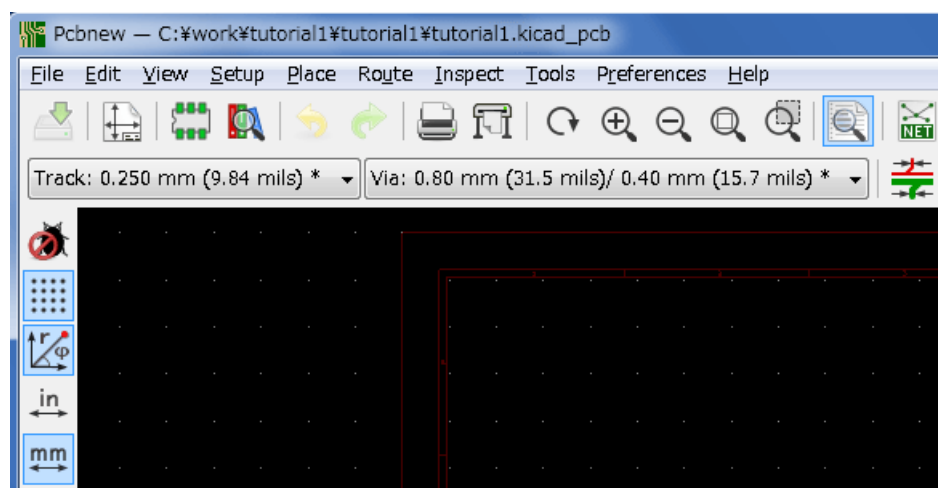 Pcbnew — C:¥work¥tutorial1¥tutorial1¥tutorial1.kicad_pcb
File Edit View Setup Place Route Inspect Tools Preferences Help
NET
Track: 0.250 mm (9.84 mils) * Via: 0.80 mm (31.5 mils)/ 0.40 mm (15.7 mils) *
r φ
in
mm